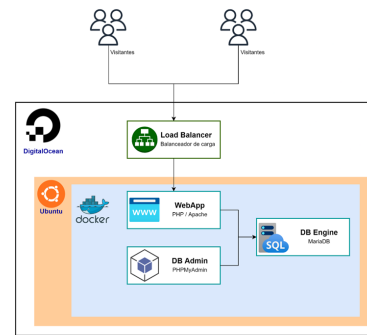 Visitantes
Visitantes
DigitalOcean
Load Balancer
Balanceador de carga
Ubuntu
docker
WWW
WebApp
PHP / Apache
DB Admin
PHPMyAdmin
SQL
DB Engine
MariaDB